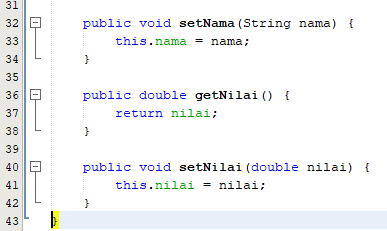 31
32 public void setNama(String nama) {
33 this.nama = nama;
34 }
35
36 public double getNilai() {
37 return nilai;
38 }
39
40 public void setNilai(double nilai) {
41 this.nilai = nilai;
42 }
43 }